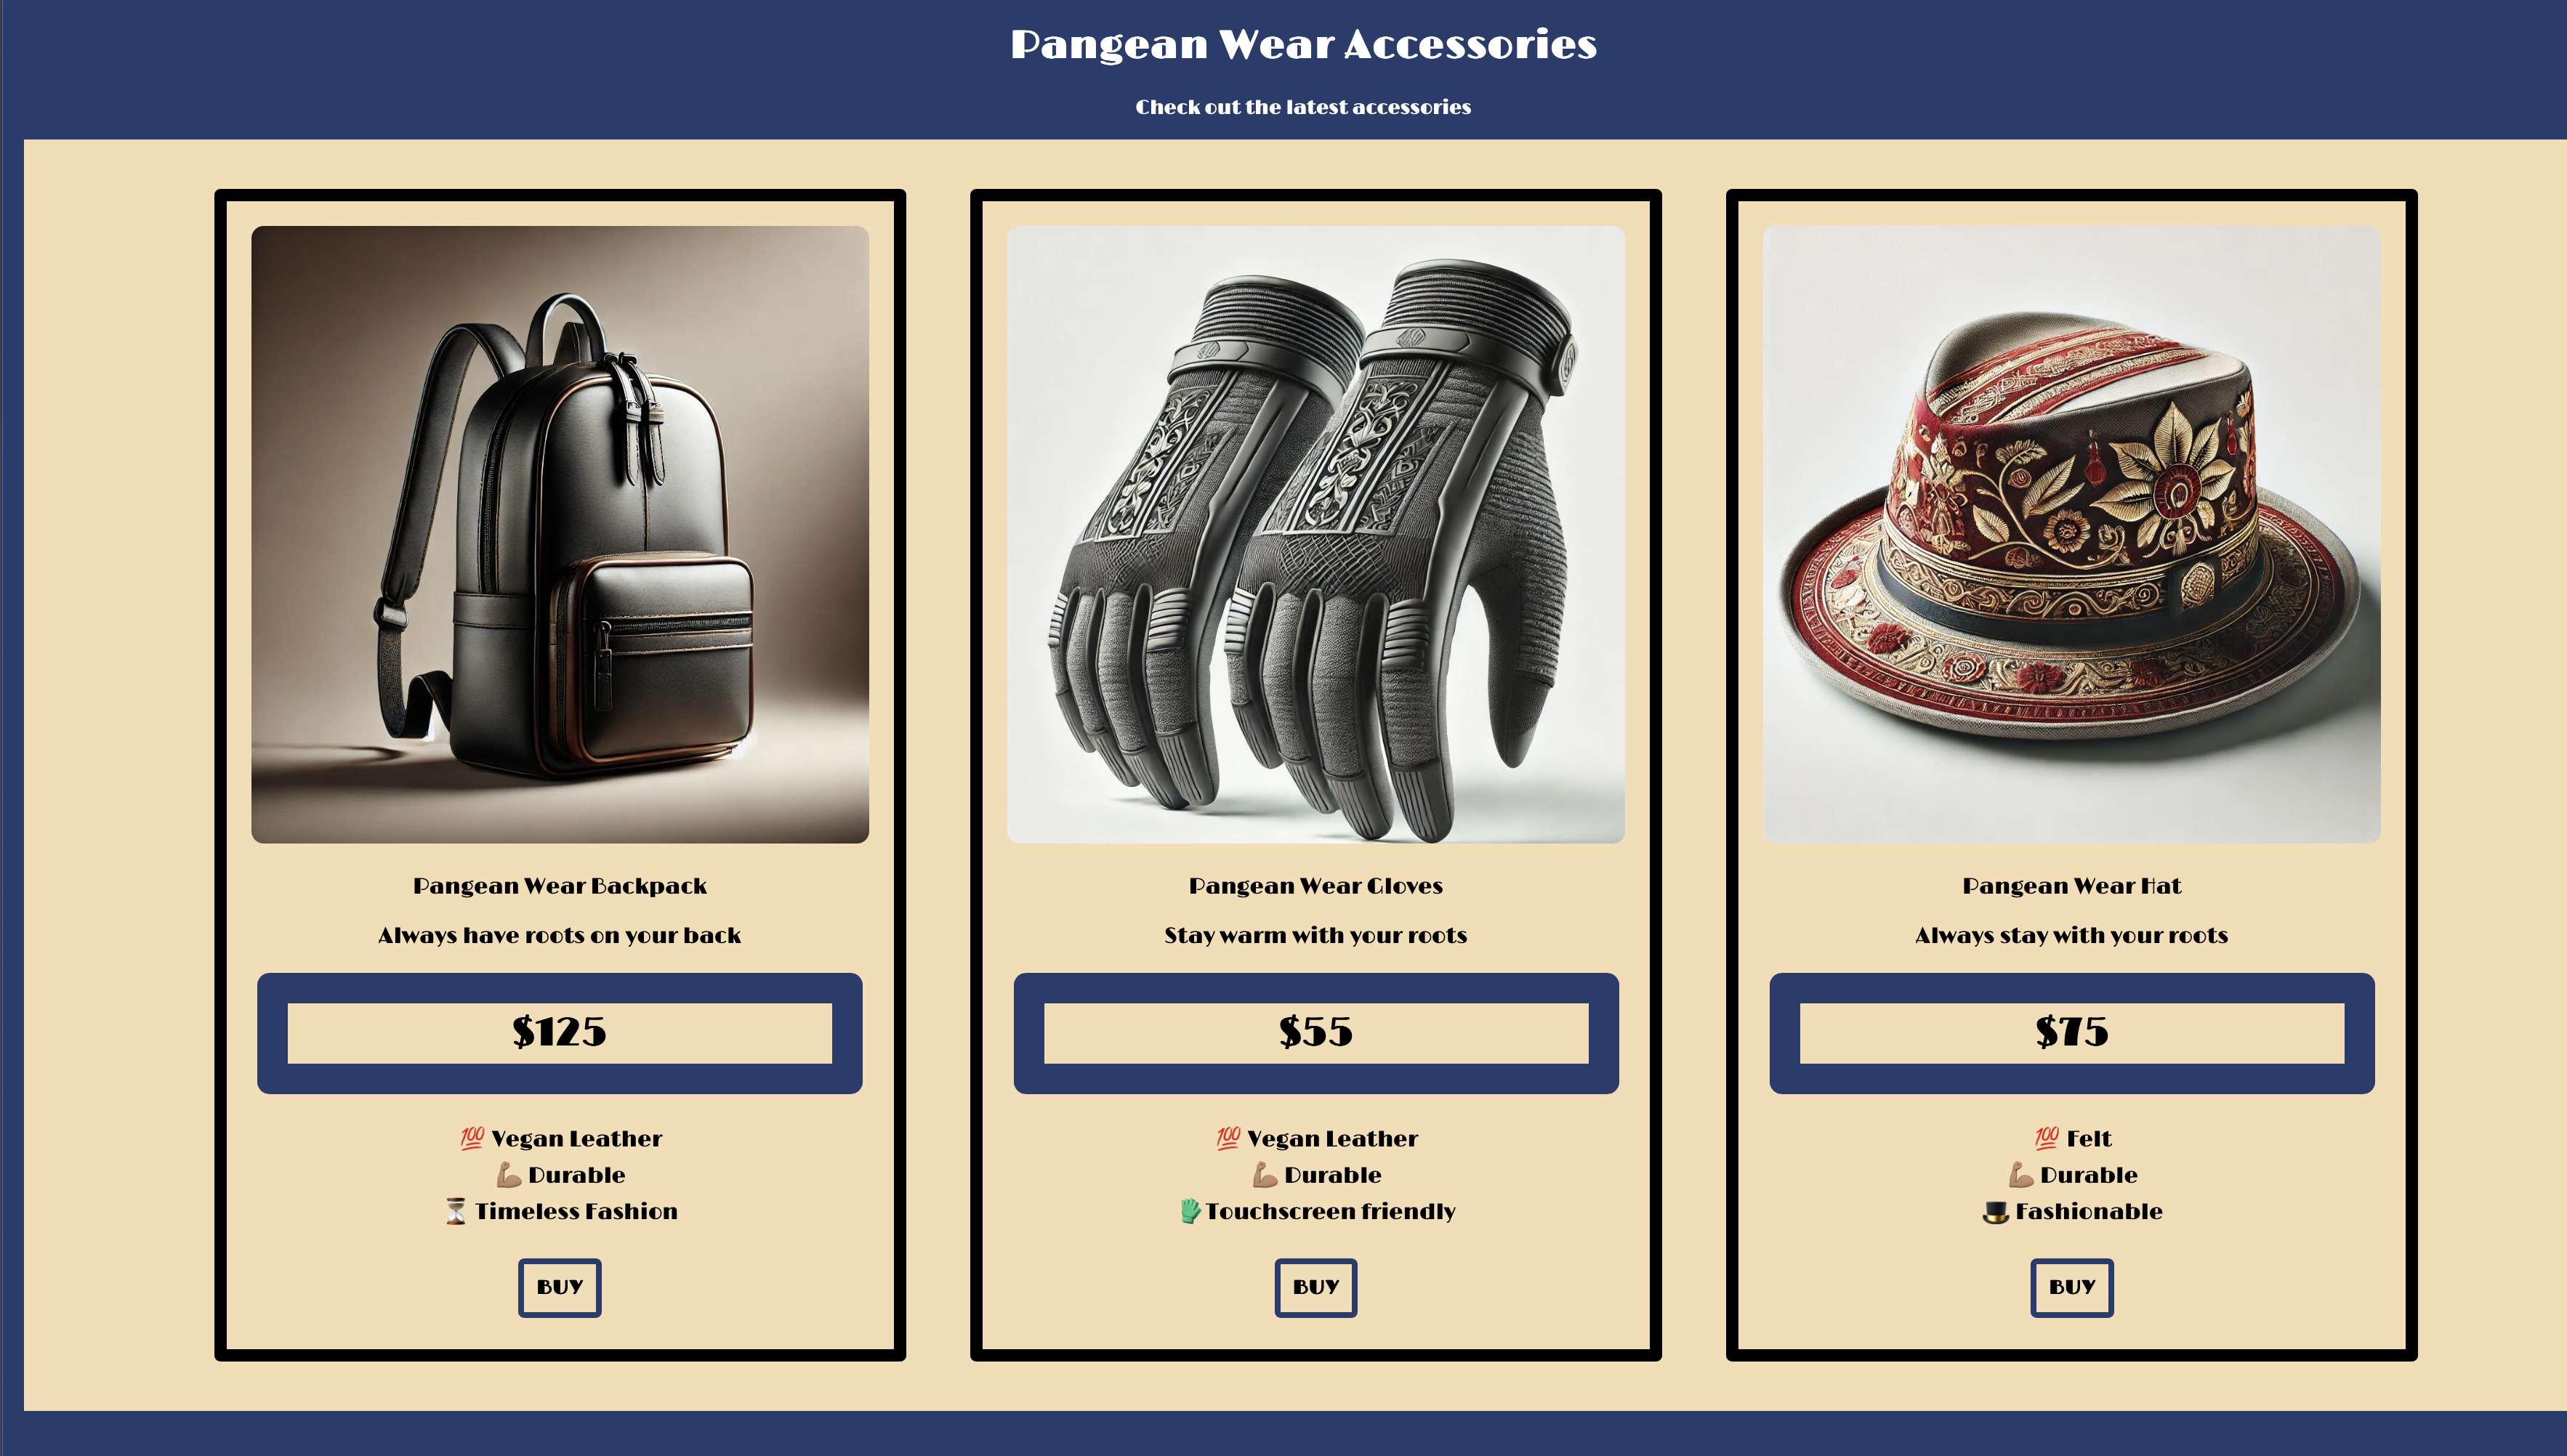 Pangean Wear Accessories
Check out the latest accessories
Pangean Wear Backpack
Always have roots on your back
$125
💯 Vegan Leather
💪🏽 Durable
⏳ Timeless Fashion
BUY
Pangean Wear Gloves
Stay warm with your roots
$55
💯 Vegan Leather
💪🏽 Durable
🧤Touchscreen friendly
BUY
Pangean Wear Hat
Always stay with your roots
$75
💯 Felt
💪🏽 Durable
🎩 Fashionable
BUY